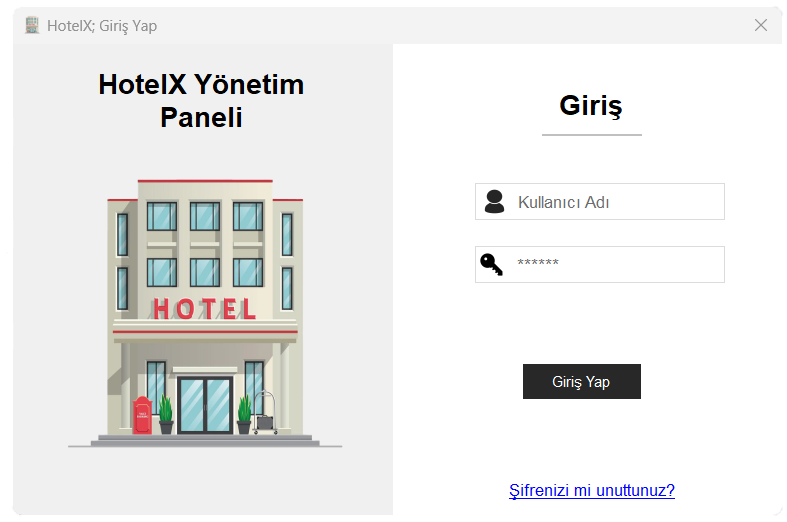 HotelX; Giriş Yap
HotelX Yönetim
Paneli
HOTEL
Giriş
Kullanıcı Adı
******
Giriş Yap
Şifrenizi mi unuttunuz?